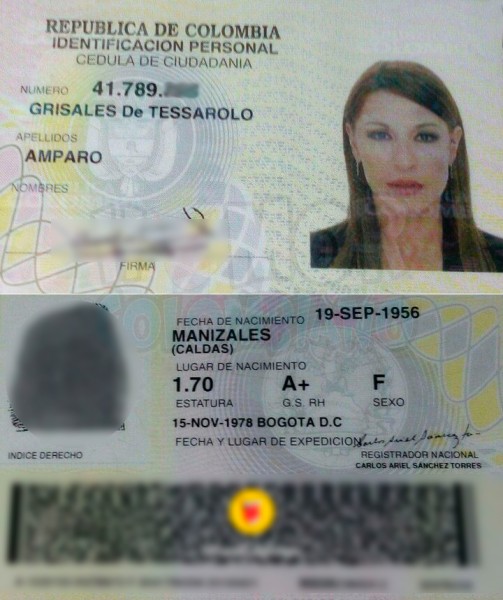 REPUBLICA DE COLOMBIA
IDENTIFICACION PERSONAL
CEDULA DE CIUDADANIA
NUMERO 41.789.
GRISALES De TESSAROLO
APELLIDOS
AMPARO
NOMBRES
FIRMA
FECHA DE NACIMIENTO 19-SEP-1956
MANIZALES
(CALDAS)
LUGAR DE NACIMIENTO
1.70 A+ F
ESTATURA G.S. RH SEXO
15-NOV-1978 BOGOTA D.C
FECHA Y LUGAR DE EXPEDICION
INDICE DERECHO
REGISTRADOR NACIONAL
CARLOS ARIEL SANCHEZ TORRES